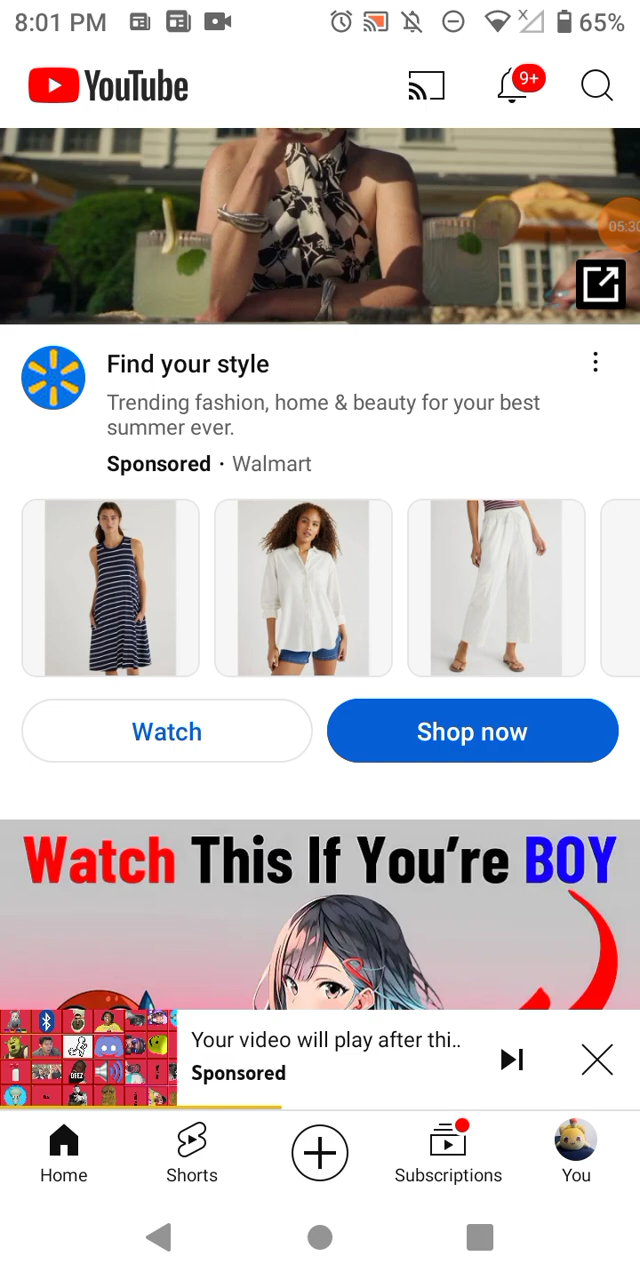 8:01 PM
65%
YouTube
9+
05:30
Find your style
Trending fashion, home & beauty for your best
summer ever.
Sponsored · Walmart
Watch
Shop now
Watch This If You're BOY
Your video will play after thi..
Sponsored
Home
Shorts
Subscriptions
You